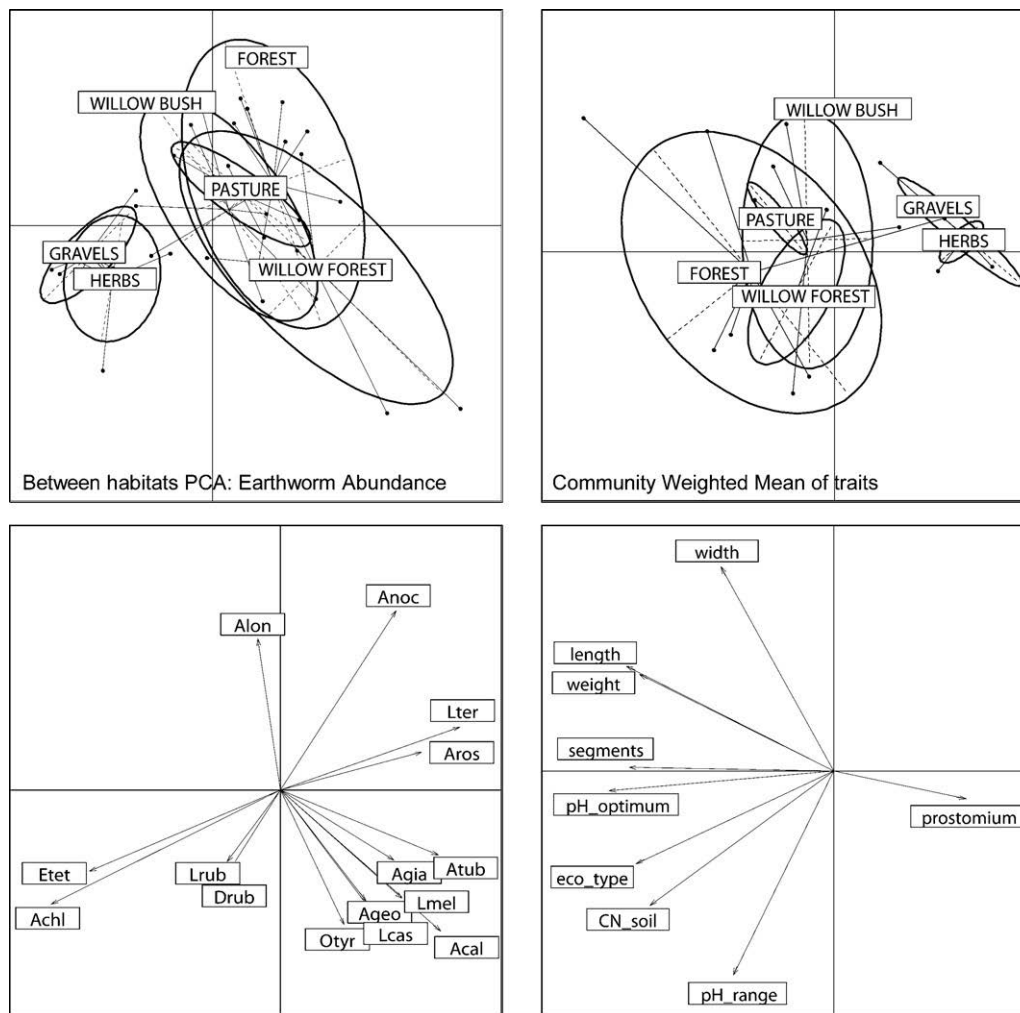 FOREST
WILLOW BUSH
PASTURE
GRAVELS
WILLOW FOREST
HERBS
Between habitats PCA: Earthworm Abundance
WILLOW BUSH
GRAVELS
PASTURE
HERBS
FOREST
WILLOW FOREST
Community Weighted Mean of traits
Anoc
Alon
Lter
Aros
Etet
Lrub
Agia
Atub
Drub
Lmel
Achl
Ageo
Otyr
Lcas
Acal
width
length
weight
segments
pH_optimum
prostomium
eco_type
CN_soil
pH_range